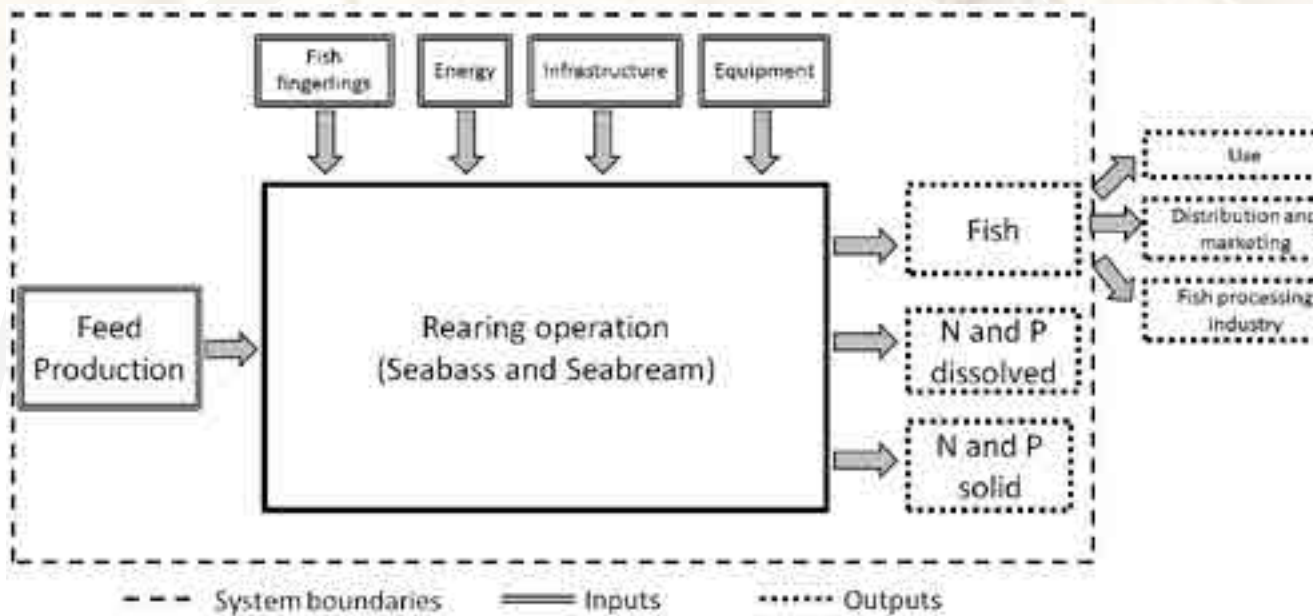 Fish
fingerlings
Energy
Infrastructure
Equipment
Use
Distribution and
marketing
Fish processing
industry
Fish
Feed
Production
Rearing operation
(Seabass and Seabream)
N and P
dissolved
N and P
solid
System boundaries
Inputs
Outputs